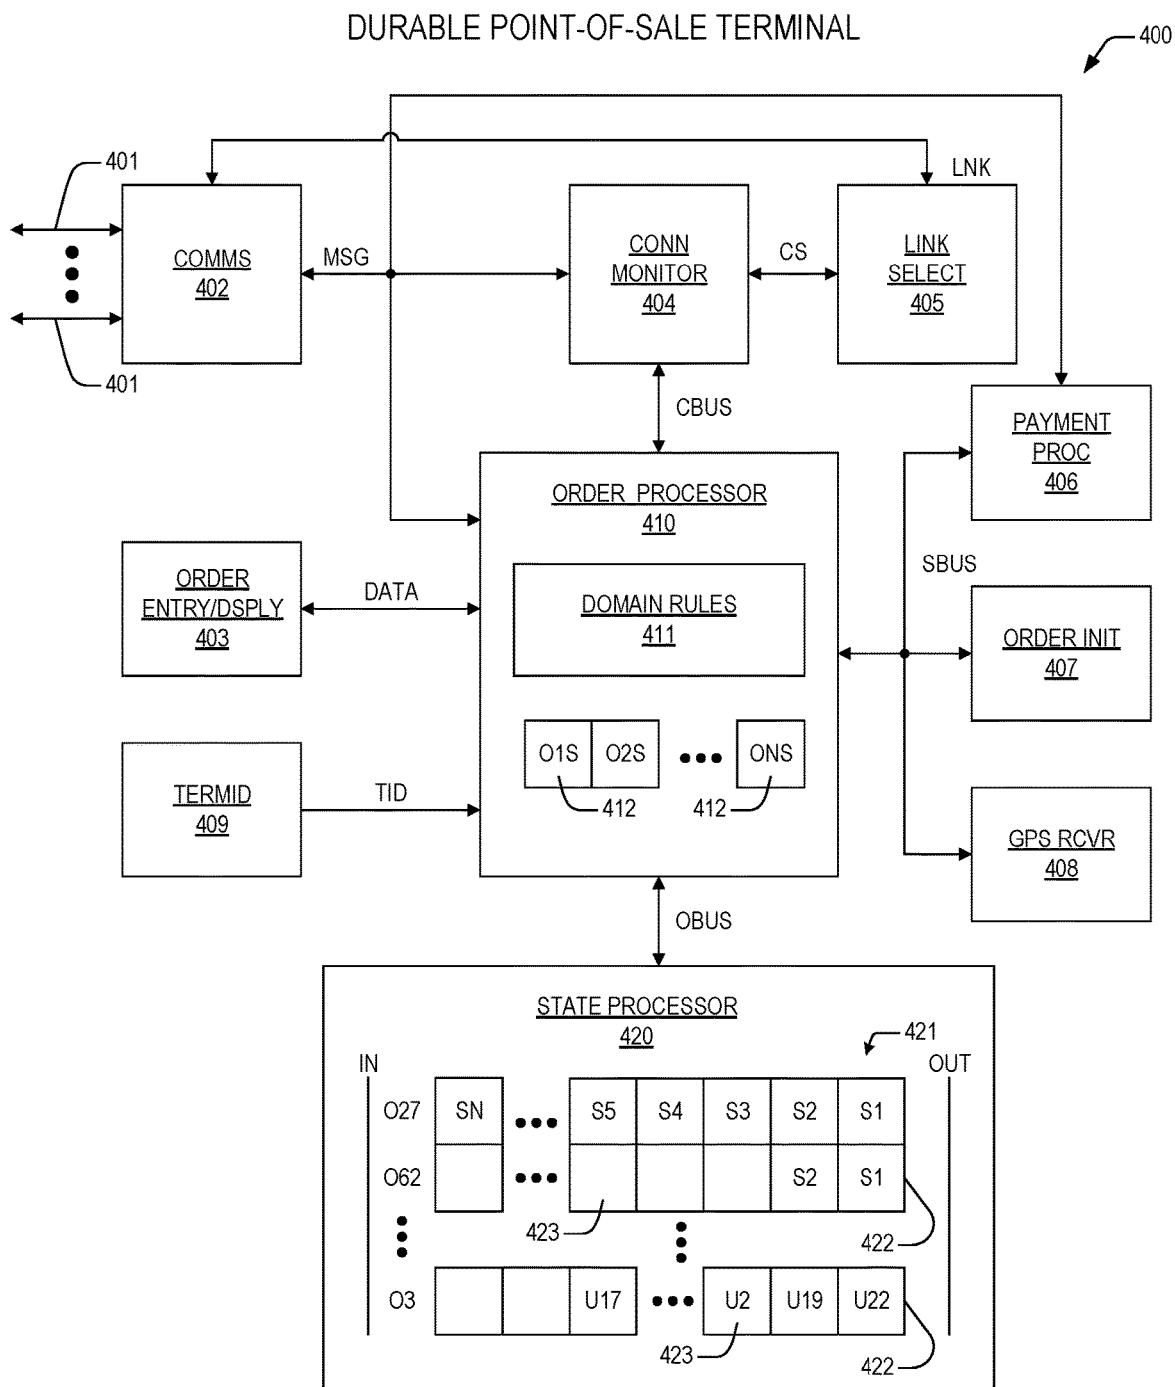 DURABLE POINT-OF-SALE TERMINAL
400
401
LNK
COMMS
402
MSG
CONN
MONITOR
404
CS
LINK
SELECT
405
401
CBUS
PAYMENT
PROC
406
ORDER PROCESSOR
410
SBUS
ORDER
ENTRY/DSPLY
403
DATA
DOMAIN RULES
411
ORDER INIT
407
O1S O2S ONS
412 412
TERMID
409
TID
GPS RCVR
408
OBUS
STATE PROCESSOR
420
421
IN OUT
O27 SN S5 S4 S3 S2 S1
O62 S2 S1
423 422
O3 U17 U2 U19 U22
423 422